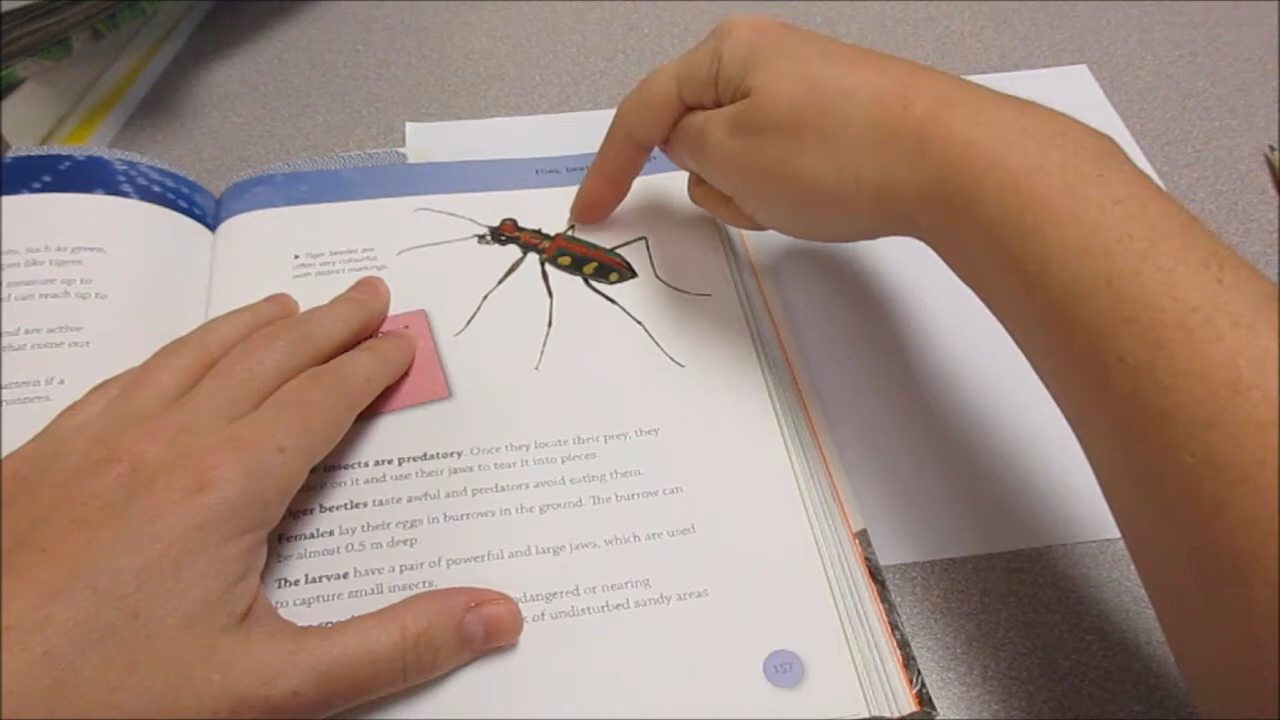 such as green,
like tigers.
measure up to
d can reach up to
and are active
that come out
pattern if a
runners.
▶ Tiger beetles are
often very colourful,
with distinct markings.
insects are predatory. Once they locate their prey, they
on it and use their jaws to tear it into pieces.
Tiger beetles taste awful and predators avoid eating them.
Females lay their eggs in burrows in the ground. The burrow can
be almost 0.5 m deep.
The larvae have a pair of powerful and large jaws, which are used
to capture small insects.
ndangered or nearing
of undisturbed sandy areas
157